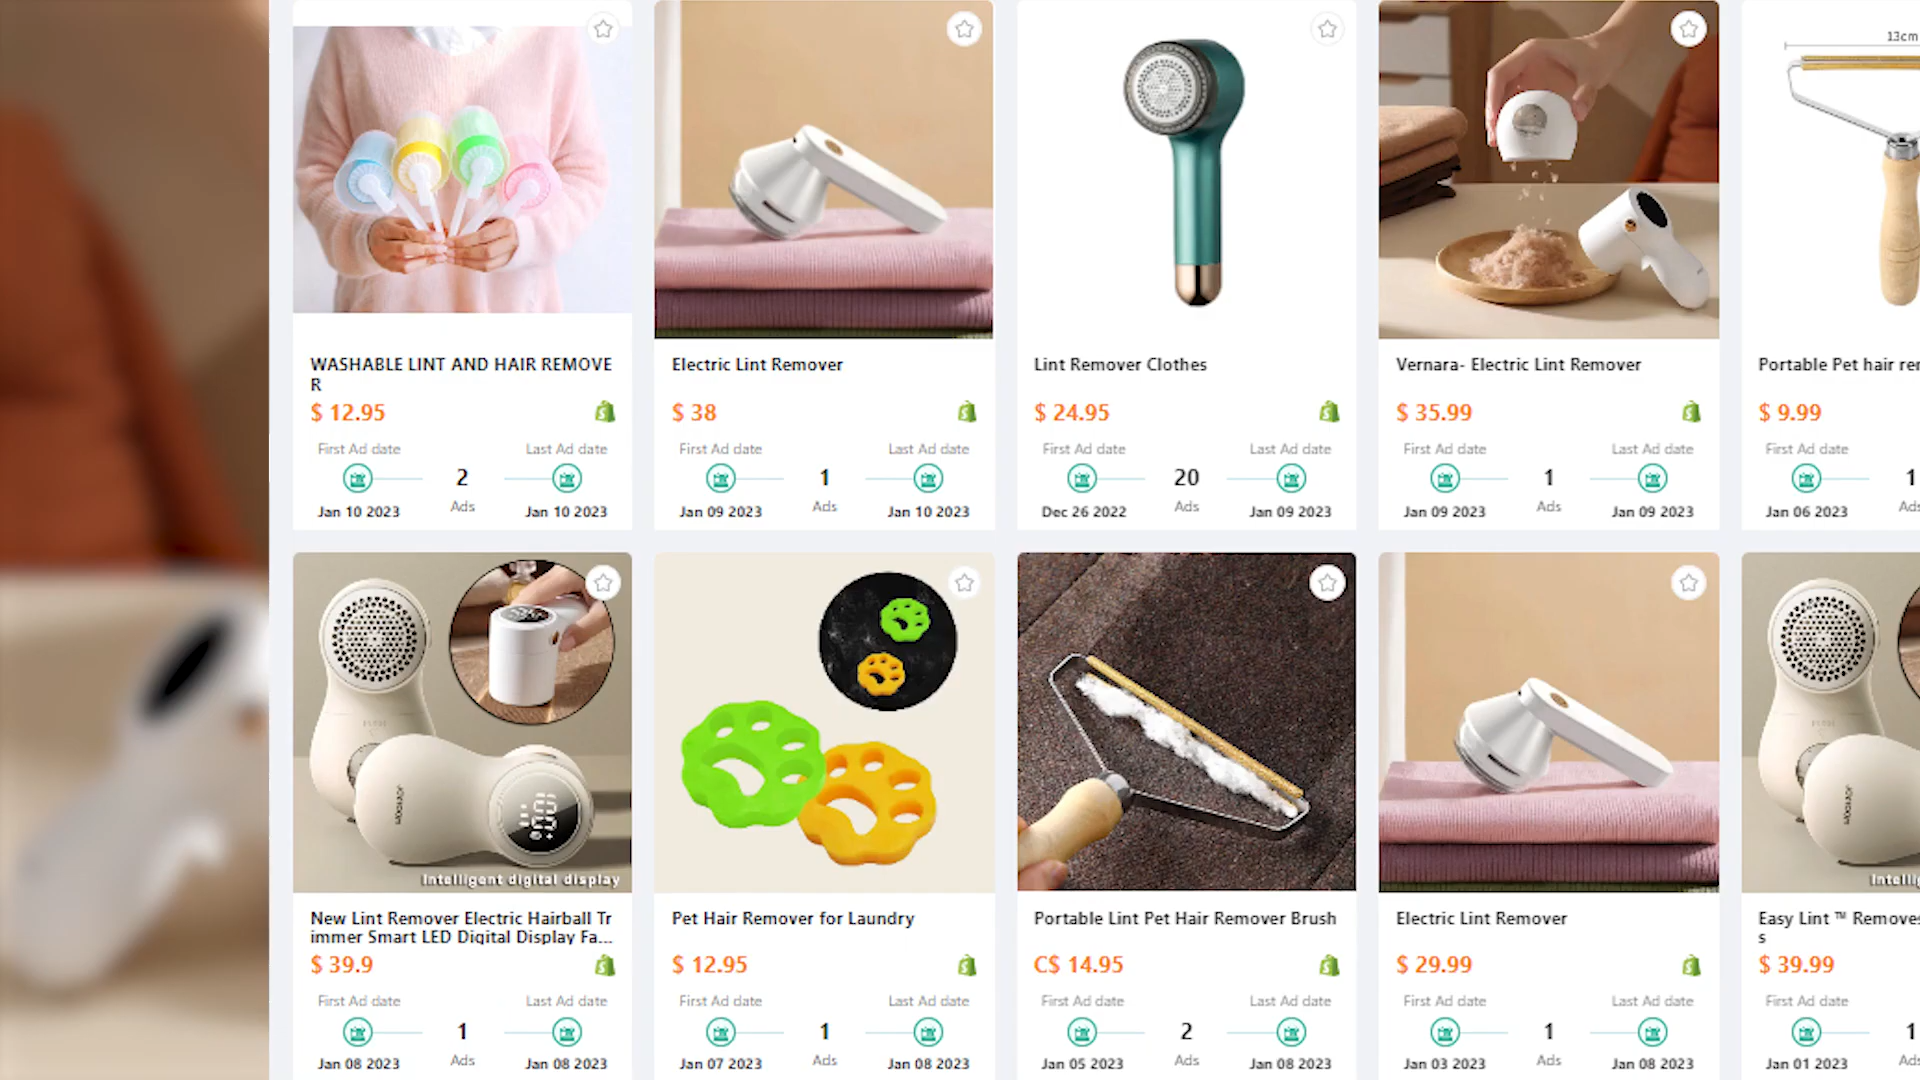 13cm
WASHABLE LINT AND HAIR REMOVE
R
$ 12.95
First Ad date
Last Ad date
2
Ads
Jan 10 2023
Jan 10 2023
Electric Lint Remover
$ 38
First Ad date
Last Ad date
1
Ads
Jan 09 2023
Jan 10 2023
Lint Remover Clothes
$ 24.95
First Ad date
Last Ad date
20
Ads
Dec 26 2022
Jan 09 2023
Vernara- Electric Lint Remover
$ 35.99
First Ad date
Last Ad date
1
Ads
Jan 09 2023
Jan 09 2023
Portable Pet hair
$ 9.99
First Ad date
1
Jan 06 2023
Intelligent digital display
New Lint Remover Electric Hairball Tr
immer Smart LED Digital Display Fa...
$ 39.9
First Ad date
Last Ad date
1
Ads
Jan 08 2023
Jan 08 2023
Pet Hair Remover for Laundry
$ 12.95
First Ad date
Last Ad date
1
Ads
Jan 07 2023
Jan 08 2023
Portable Lint Pet Hair Remover Brush
C$ 14.95
First Ad date
Last Ad date
2
Ads
Jan 05 2023
Jan 08 2023
Electric Lint Remover
$ 29.99
First Ad date
Last Ad date
1
Ads
Jan 03 2023
Jan 08 2023
Easy Lint ™ Removes
s
$ 39.99
First Ad date
1
Jan 01 2023